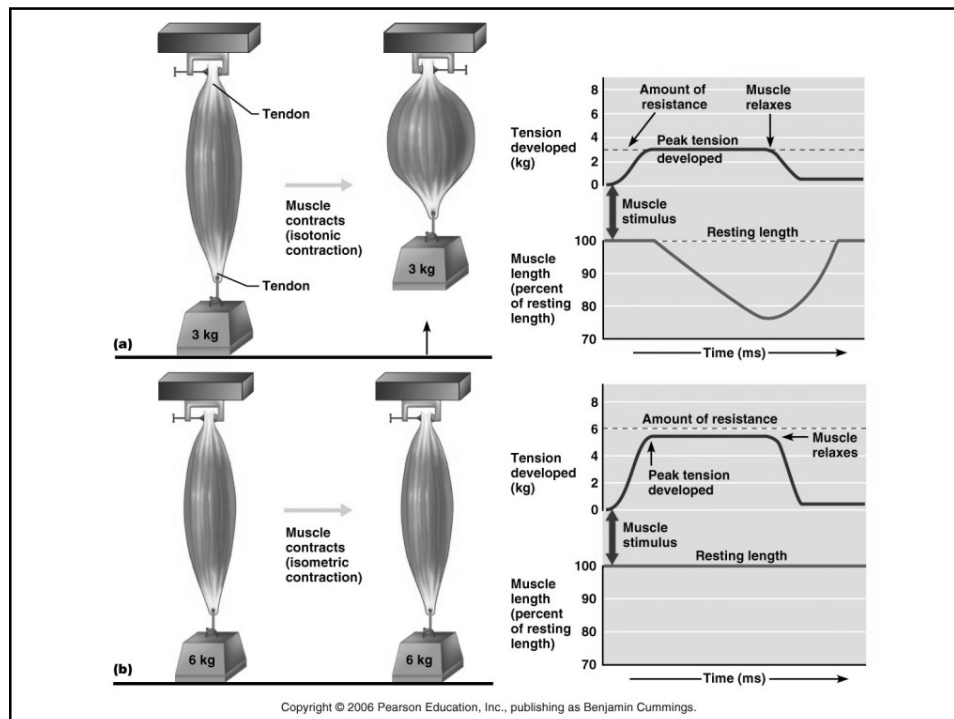 Tendon
Muscle
contracts
(isotonic
contraction)
Tendon
3 kg
3 kg
(a)
Amount of
resistance
Muscle
relaxes
Tension
developed
(kg)
8
6
4
2
0
Peak tension
developed
Muscle
stimulus
Resting length
Muscle
length
(percent
of resting
length)
100
90
80
70
Time (ms)
Muscle
contracts
(isometric
contraction)
6 kg
6 kg
(b)
Tension
developed
(kg)
8
6
4
2
0
Amount of resistance
Muscle
relaxes
Peak tension
developed
Muscle
stimulus
Resting length
Muscle
length
(percent
of resting
length)
100
90
80
70
Time (ms)
Copyright © 2006 Pearson Education, Inc., publishing as Benjamin Cummings.